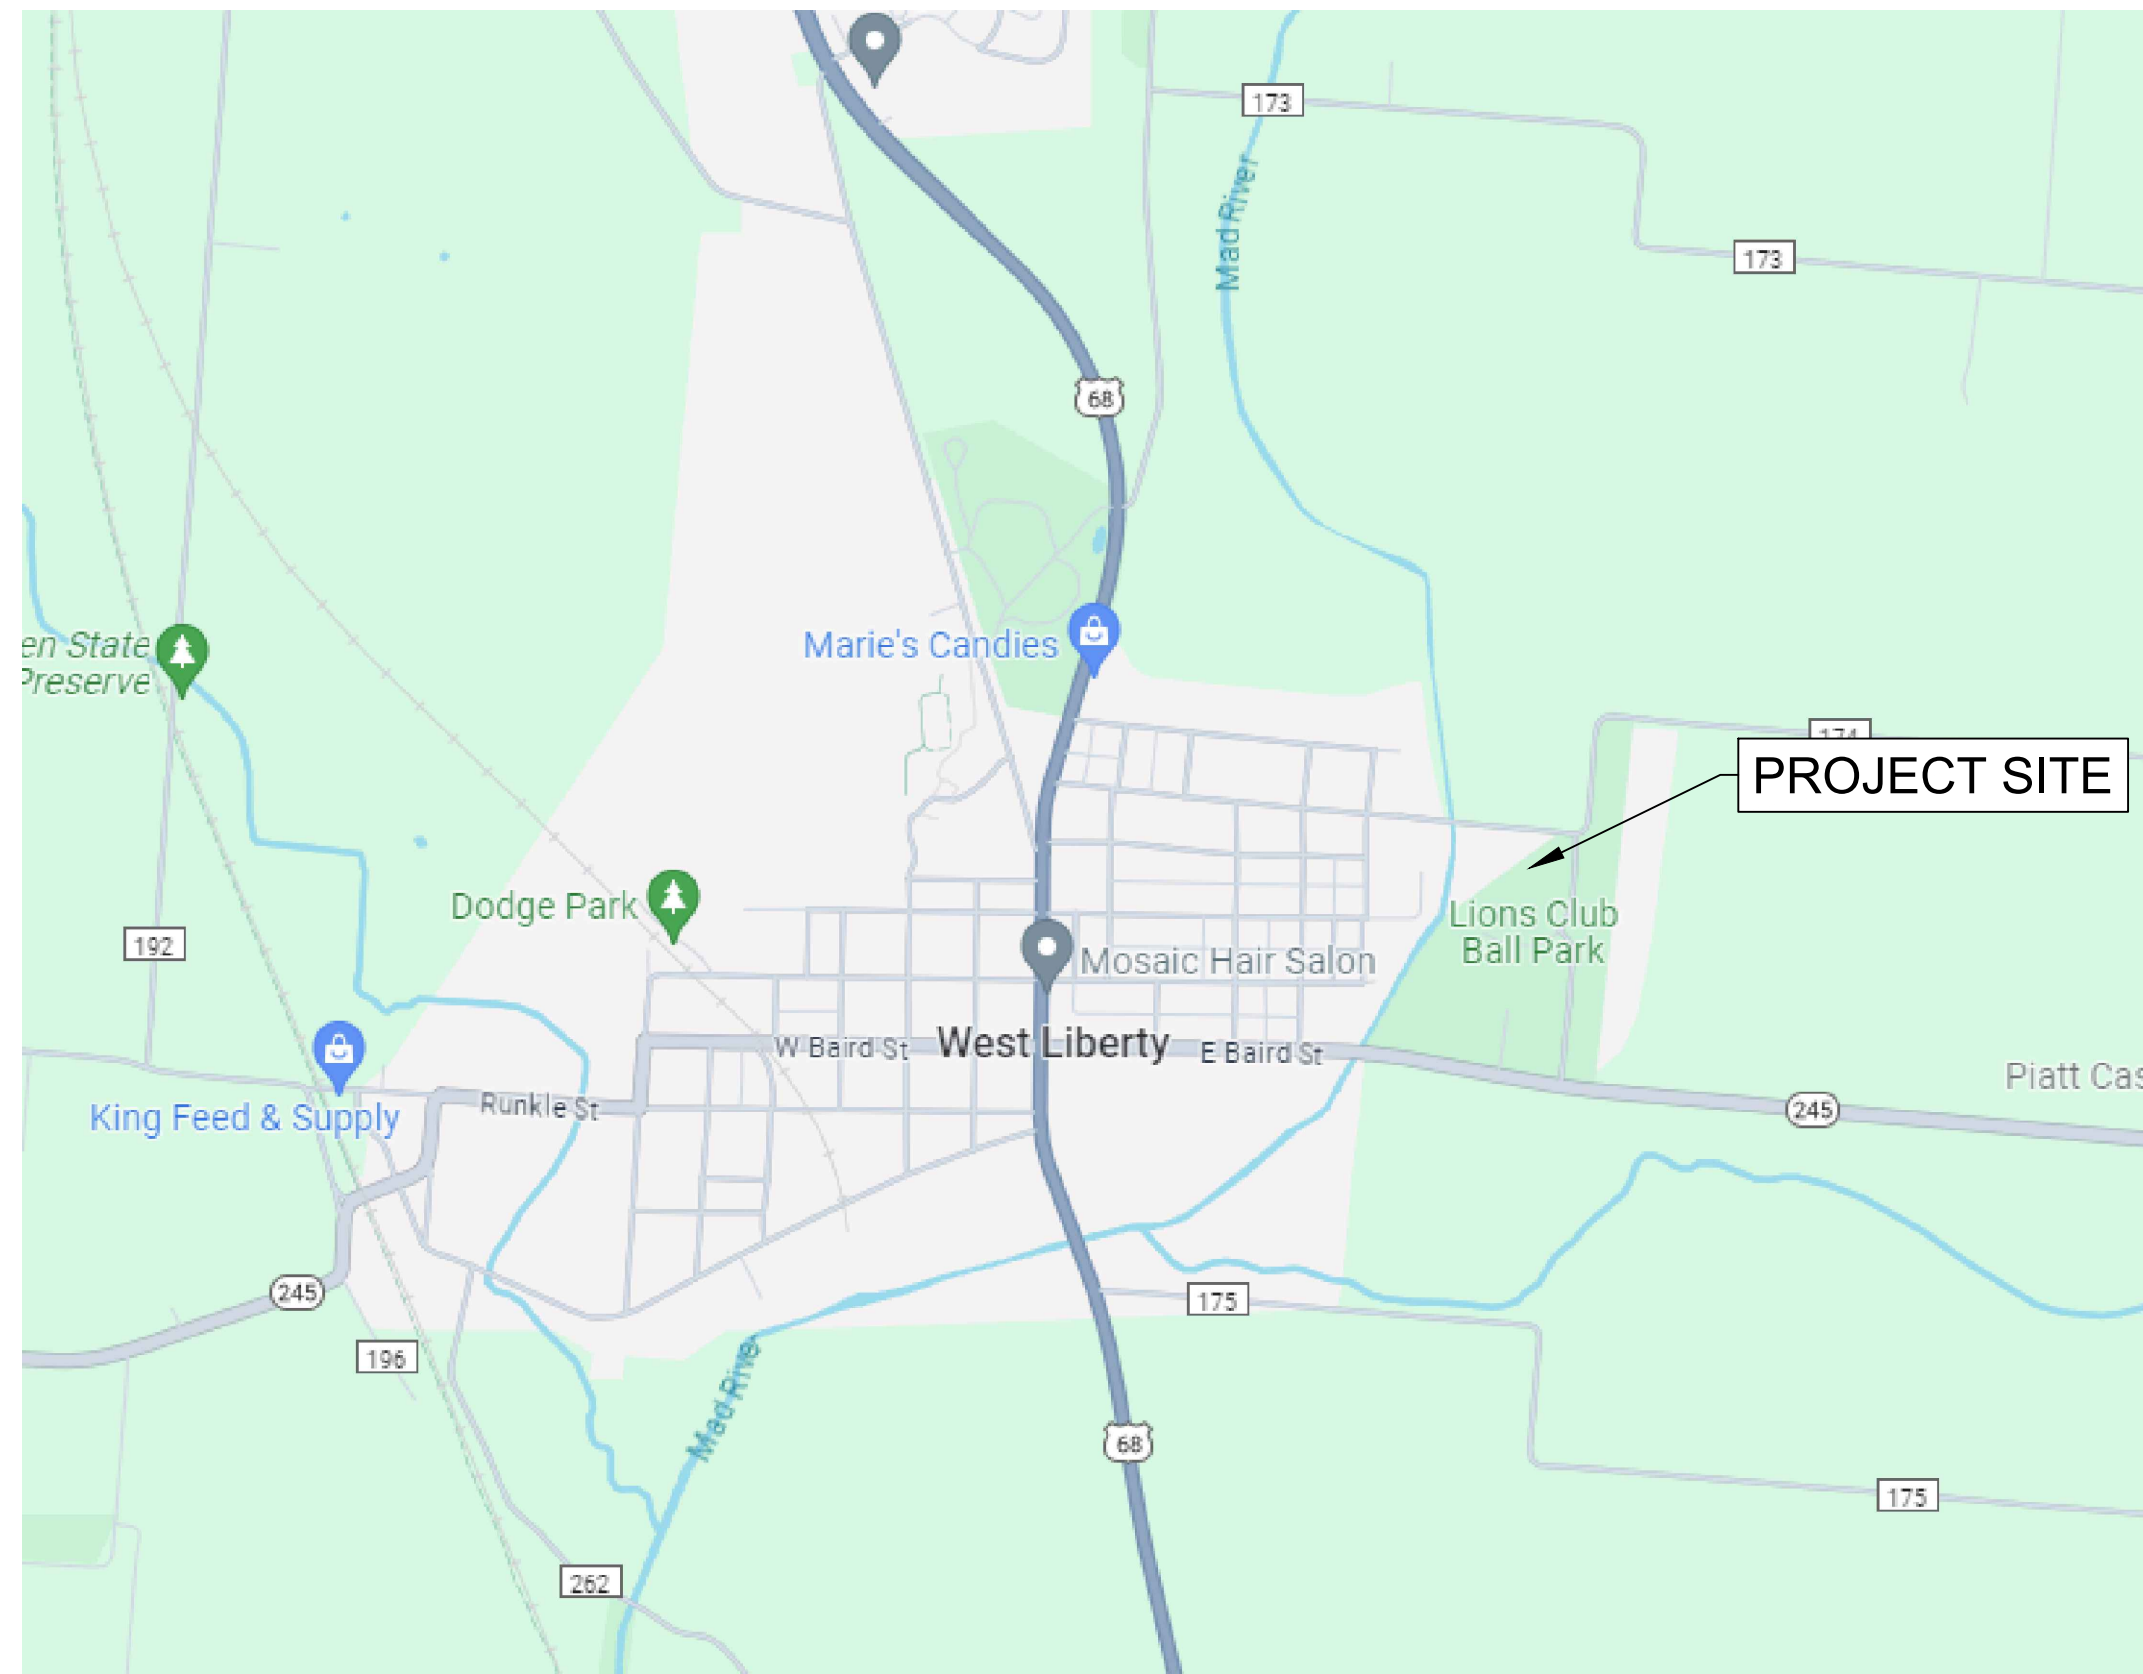 173
Mad River
173
68
en State
Preserve
Marie's Candies
174
PROJECT SITE
Dodge Park
Lions Club
Ball Park
192
Mosaic Hair Salon
W Baird St
West Liberty
E Baird St
Piatt Cas
King Feed & Supply
Runkle St
245
245
175
196
Mad River
68
175
262